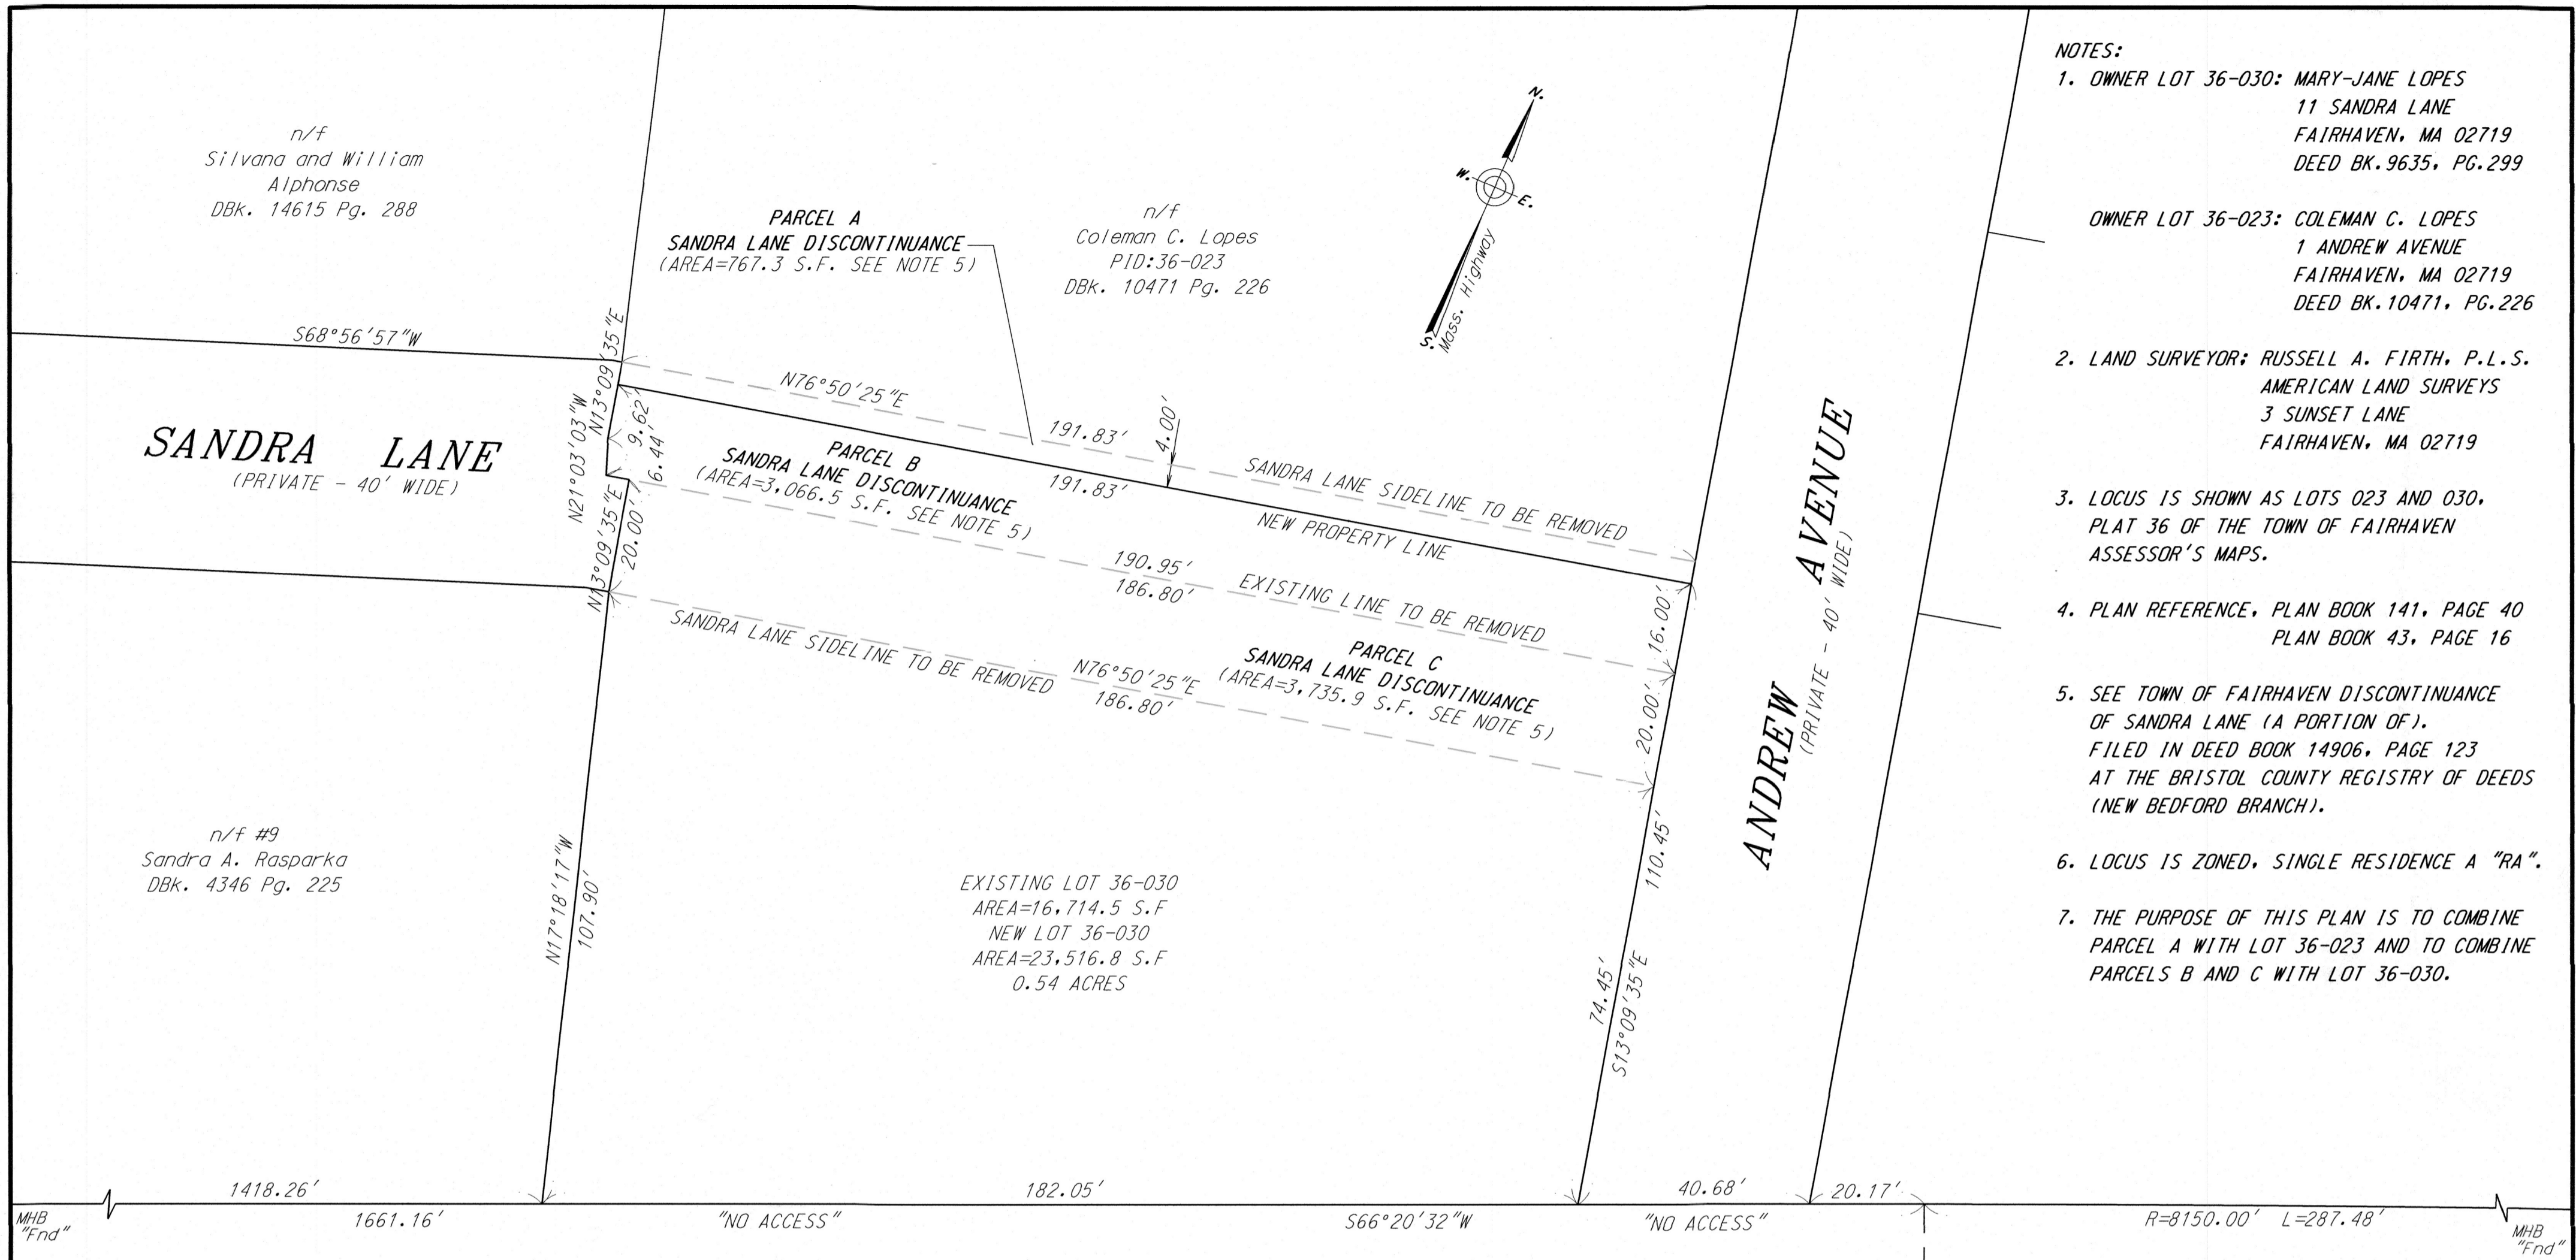 n/f
Silvana and William
Alphonse
DBk. 14615 Pg. 288
PARCEL A
SANDRA LANE DISCONTINUANCE
(AREA=767.3 S.F. SEE NOTE 5)
n/f
Coleman C. Lopes
PID:36-023
DBk. 10471 Pg. 226
N.
W.
E.
S.
Mass. Highway
S68°56'57"W
N13°09'35"E
9.62'
N21°03'03"W
6.44'
N13°09'35"E
20.00'
SANDRA LANE
(PRIVATE - 40' WIDE)
N76°50'25"E
191.83'
4.00'
SANDRA LANE SIDELINE TO BE REMOVED
PARCEL B
SANDRA LANE DISCONTINUANCE
(AREA=3,066.5 S.F. SEE NOTE 5)
191.83'
NEW PROPERTY LINE
190.95'
186.80'
EXISTING LINE TO BE REMOVED
SANDRA LANE SIDELINE TO BE REMOVED
N76°50'25"E
186.80'
PARCEL C
SANDRA LANE DISCONTINUANCE
(AREA=3,735.9 S.F. SEE NOTE 5)
16.00'
20.00'
110.45'
74.45'
S13°09'35"E
ANDREW AVENUE
(PRIVATE - 40' WIDE)
n/f #9
Sandra A. Rasparka
DBk. 4346 Pg. 225
N17°18'17"W
107.90'
EXISTING LOT 36-030
AREA=16,714.5 S.F
NEW LOT 36-030
AREA=23,516.8 S.F
0.54 ACRES
1418.26'
182.05'
40.68'
20.17'
MHB
"Fnd"
1661.16'
"NO ACCESS"
S66°20'32"W
"NO ACCESS"
R=8150.00' L=287.48'
MHB
"Fnd"
NOTES:
1. OWNER LOT 36-030: MARY-JANE LOPES
11 SANDRA LANE
FAIRHAVEN, MA 02719
DEED BK.9635, PG.299
OWNER LOT 36-023: COLEMAN C. LOPES
1 ANDREW AVENUE
FAIRHAVEN, MA 02719
DEED BK.10471, PG.226
2. LAND SURVEYOR: RUSSELL A. FIRTH, P.L.S.
AMERICAN LAND SURVEYS
3 SUNSET LANE
FAIRHAVEN, MA 02719
3. LOCUS IS SHOWN AS LOTS 023 AND 030,
PLAT 36 OF THE TOWN OF FAIRHAVEN
ASSESSOR'S MAPS.
4. PLAN REFERENCE, PLAN BOOK 141, PAGE 40
PLAN BOOK 43, PAGE 16
5. SEE TOWN OF FAIRHAVEN DISCONTINUANCE
OF SANDRA LANE (A PORTION OF).
FILED IN DEED BOOK 14906, PAGE 123
AT THE BRISTOL COUNTY REGISTRY OF DEEDS
(NEW BEDFORD BRANCH).
6. LOCUS IS ZONED, SINGLE RESIDENCE A "RA".
7. THE PURPOSE OF THIS PLAN IS TO COMBINE
PARCEL A WITH LOT 36-023 AND TO COMBINE
PARCELS B AND C WITH LOT 36-030.